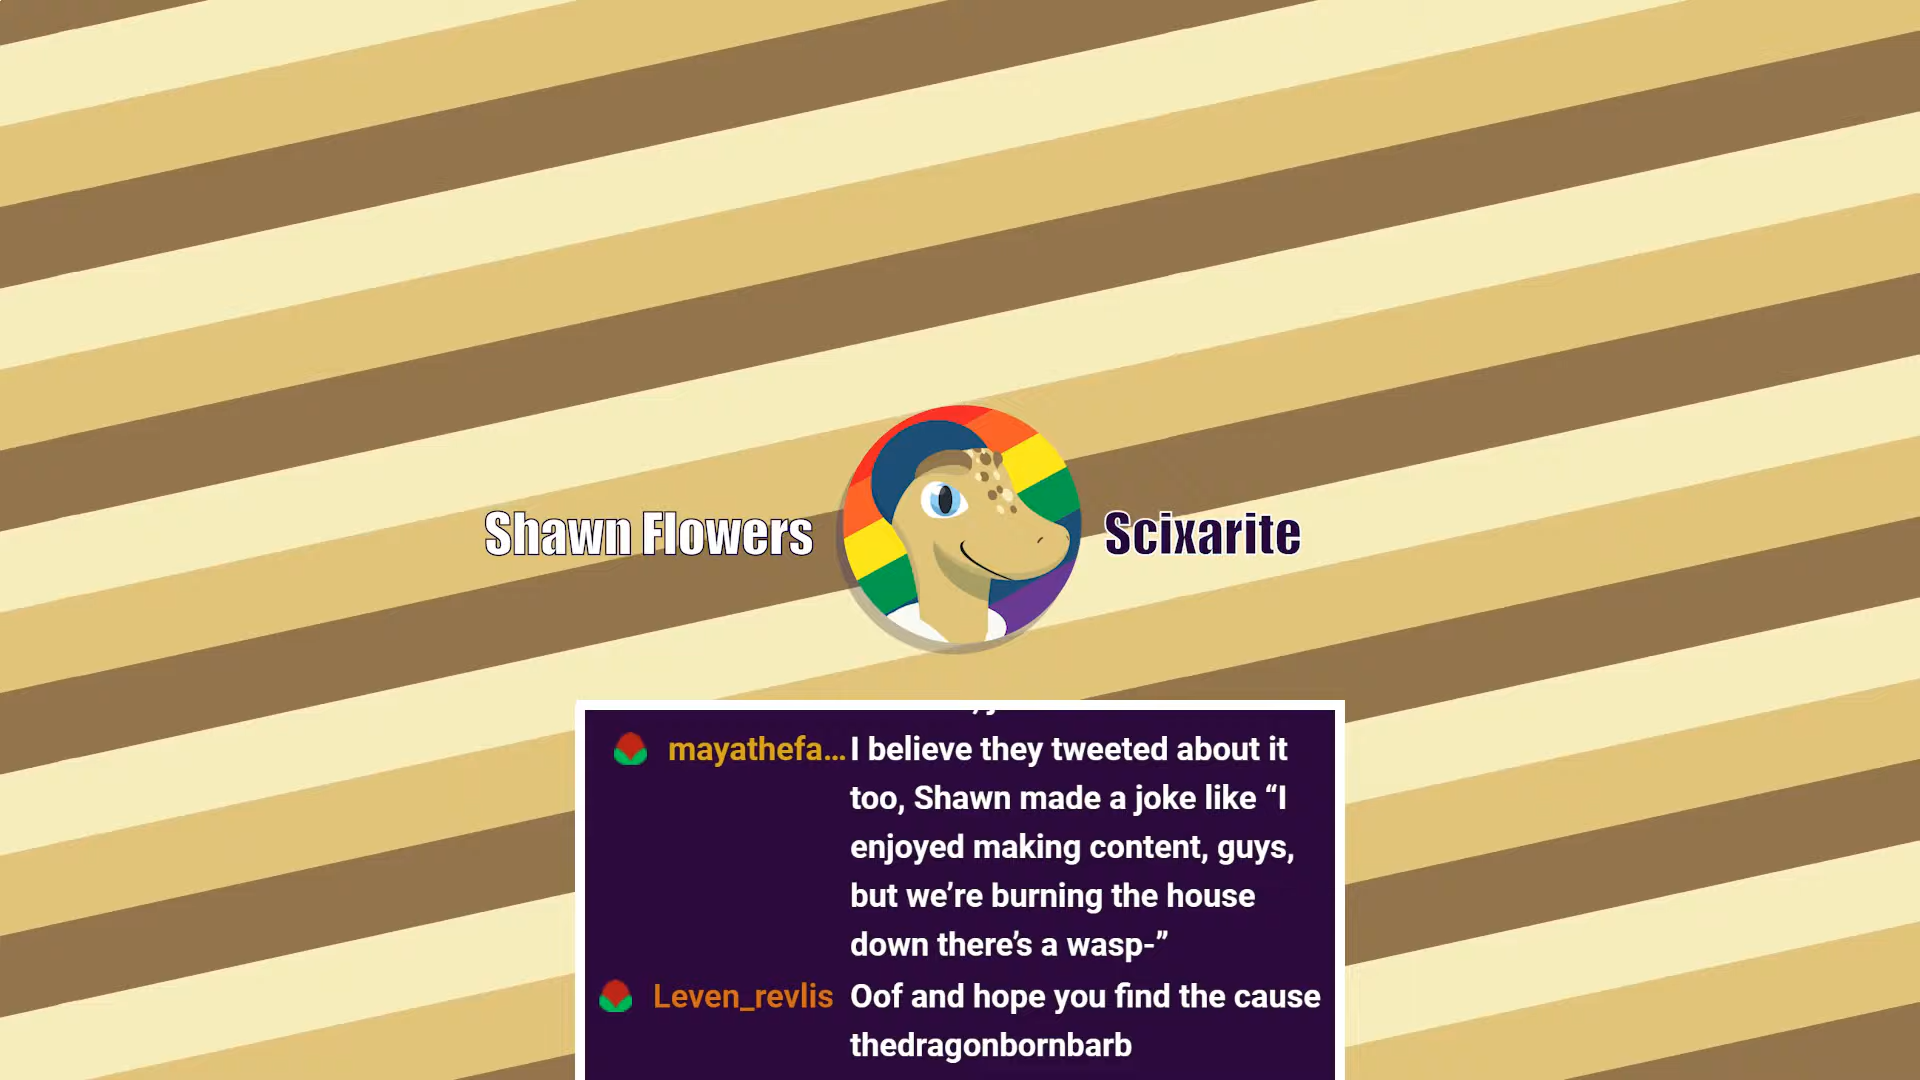 Shawn Flowers
Scixarite
mayathefa... I believe they tweeted about it
too, Shawn made a joke like “I
enjoyed making content, guys,
but we’re burning the house
down there’s a wasp-”
Leven_revlis Oof and hope you find the cause
thedragonbornbarb